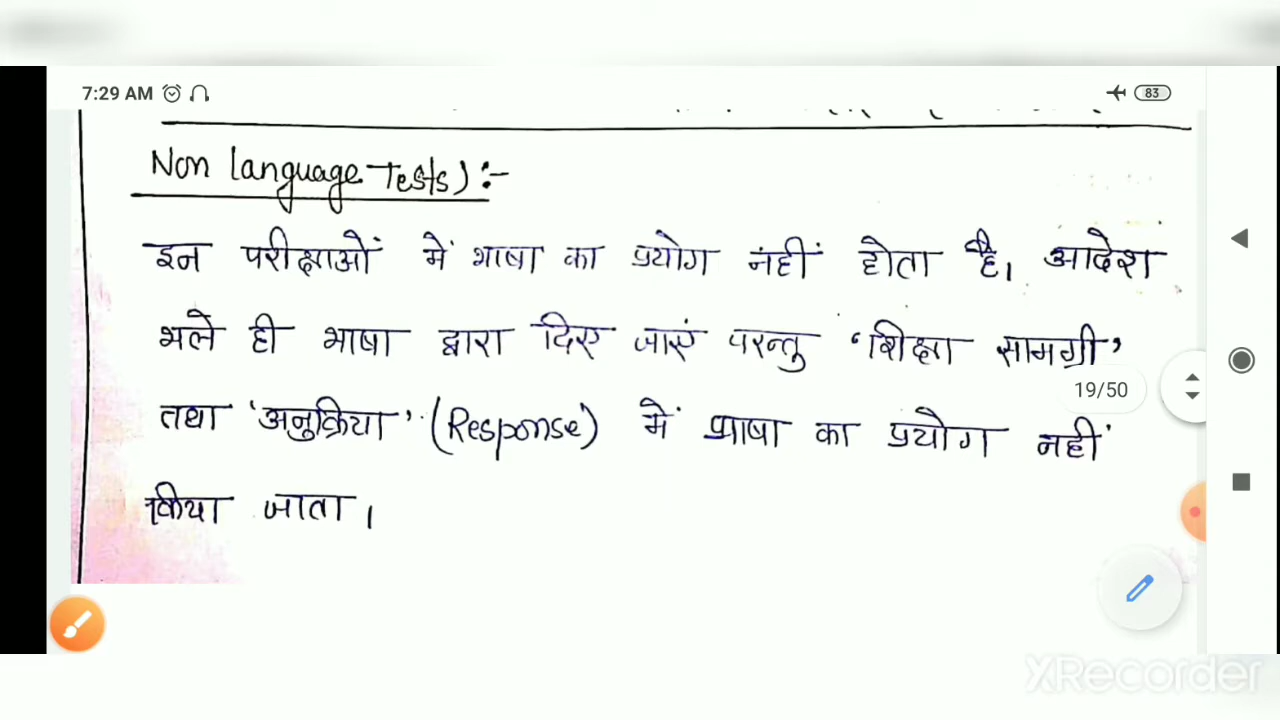 7:29 AM
83
Non language Tests) :-
इन परीक्षाओं में भाषा का प्रयोग नहीं होता है। आदेश
भले ही भाषा द्वारा दिए जाएं परन्तु 'शिक्षा सामग्री'
19/50
तथा 'अनुक्रिया' (Response) में भाषा का प्रयोग नहीं
किया जाता।
XRecorder